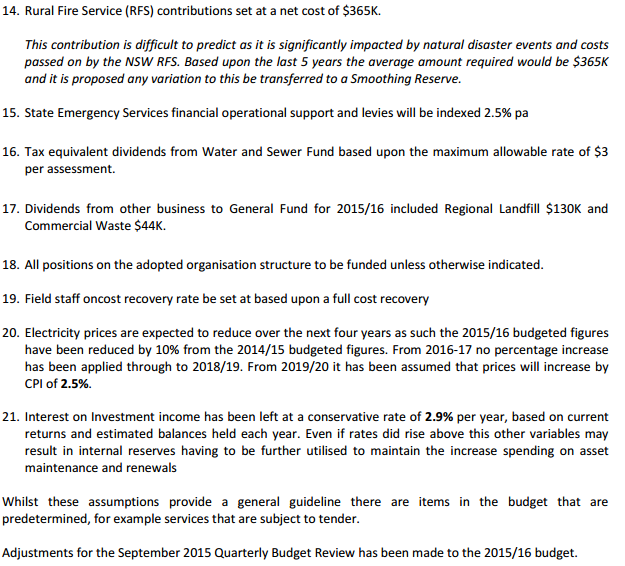 14. Rural Fire Service (RFS) contributions set at a net cost of $365K.
This contribution is difficult to predict as it is significantly impacted by natural disaster events and costs
passed on by the NSW RFS. Based upon the last 5 years the average amount required would be $365K
and it is proposed any variation to this be transferred to a Smoothing Reserve.
15. State Emergency Services financial operational support and levies will be indexed 2.5% pa
16. Tax equivalent dividends from Water and Sewer Fund based upon the maximum allowable rate of $3
per assessment.
17. Dividends from other business to General Fund for 2015/16 included Regional Landfill $130K and
Commercial Waste $44K.
18. All positions on the adopted organisation structure to be funded unless otherwise indicated.
19. Field staff oncost recovery rate be set at based upon a full cost recovery
20. Electricity prices are expected to reduce over the next four years as such the 2015/16 budgeted figures
have been reduced by 10% from the 2014/15 budgeted figures. From 2016-17 no percentage increase
has been applied through to 2018/19. From 2019/20 it has been assumed that prices will increase by
CPI of 2.5%.
21. Interest on Investment income has been left at a conservative rate of 2.9% per year, based on current
returns and estimated balances held each year. Even if rates did rise above this other variables may
result in internal reserves having to be further utilised to maintain the increase spending on asset
maintenance and renewals
Whilst these assumptions provide a general guideline there are items in the budget that are
predetermined, for example services that are subject to tender.
Adjustments for the September 2015 Quarterly Budget Review has been made to the 2015/16 budget.